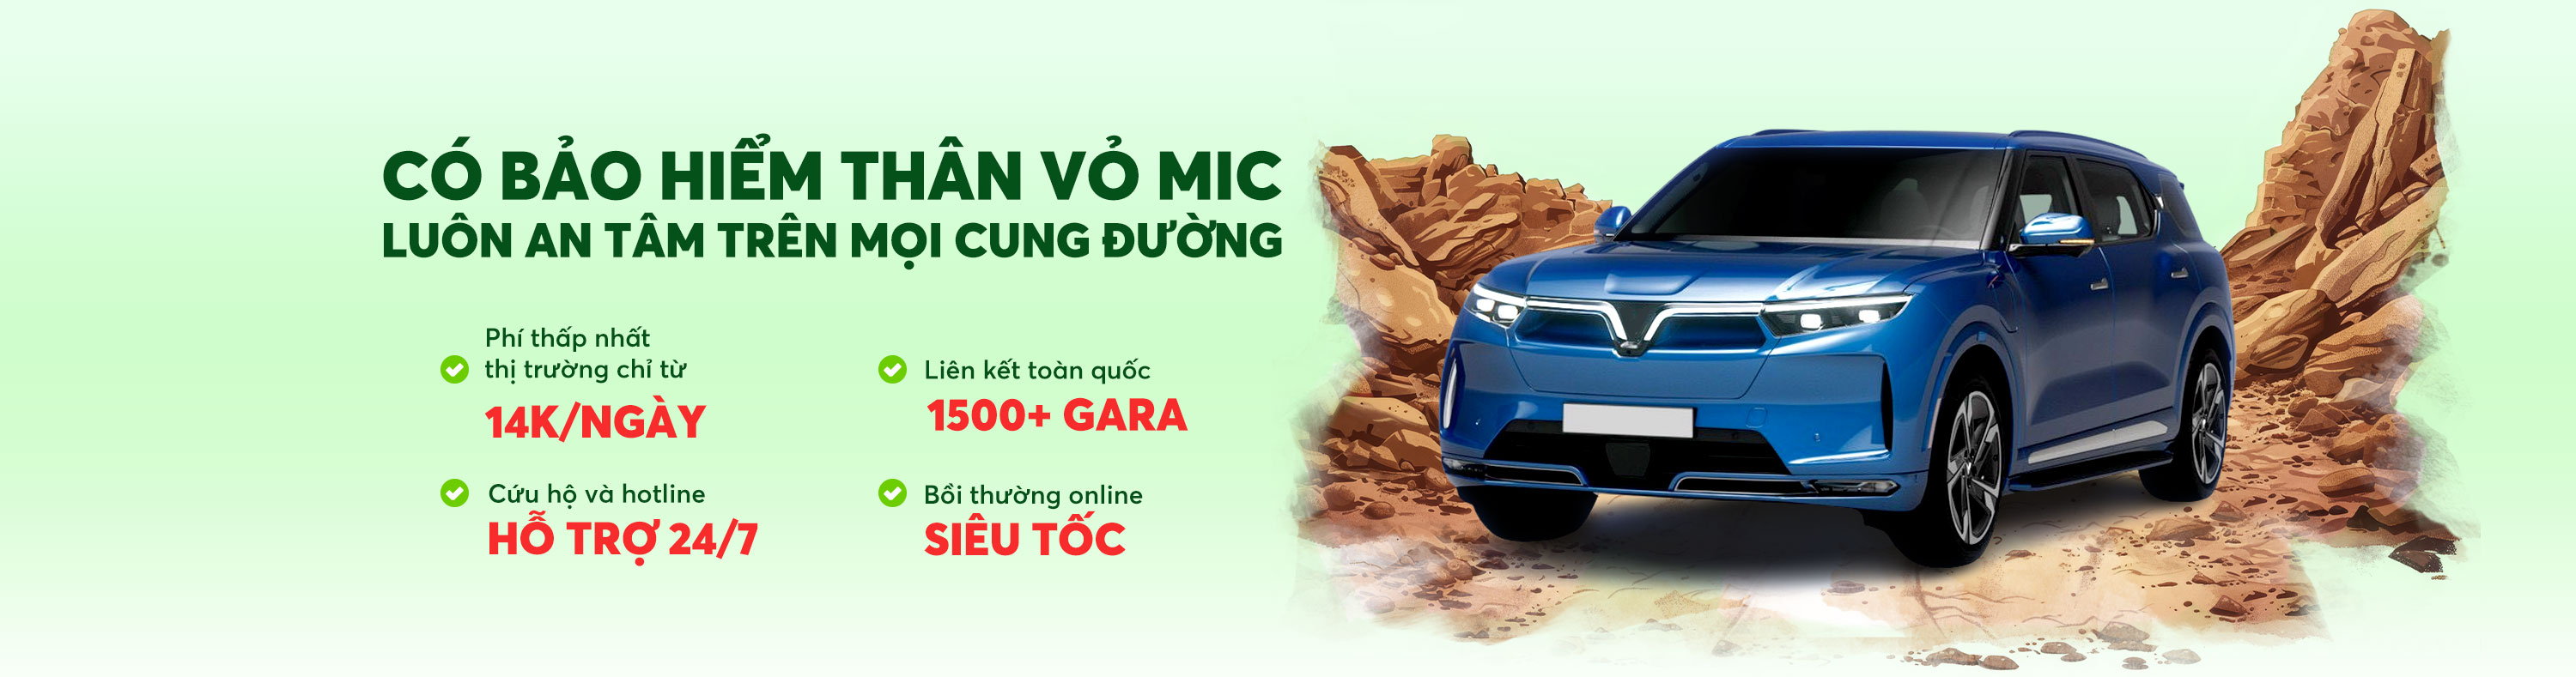 CÓ BẢO HIỂM THÂN VỎ MIC
LUÔN AN TÂM TRÊN MỌI CUNG ĐƯỜNG
Phí thấp nhất
thị trường chỉ từ
14K/NGÀY
Liên kết toàn quốc
1500+ GARA
Cứu hộ và hotline
HỖ TRỢ 24/7
Bồi thường online
SIÊU TỐC